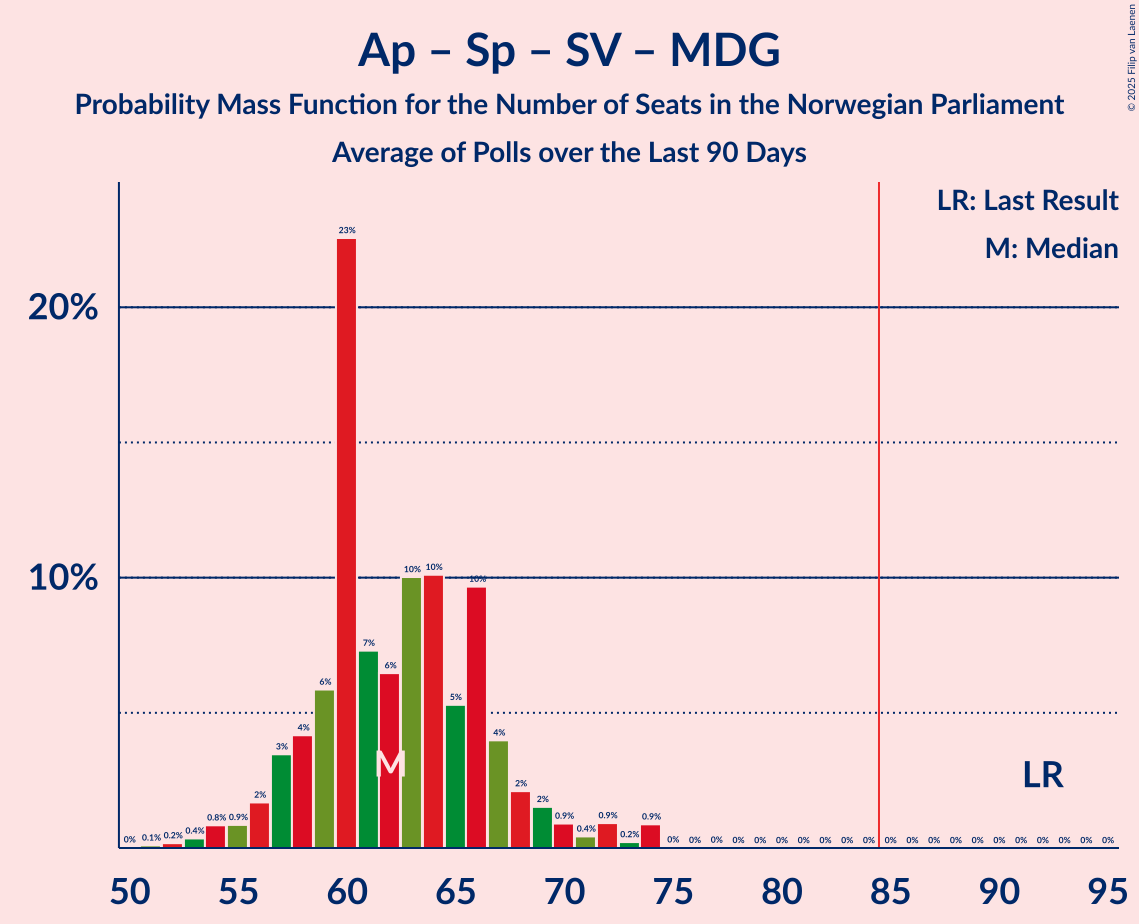 Ap – Sp – SV – MDG
Probability Mass Function for the Number of Seats in the Norwegian Parliament
Average of Polls over the Last 90 Days
© 2025 Filip van Laenen
LR: Last Result
M: Median
20%
10%
0% 0.1% 0.2% 0.4% 0.8% 0.9% 2% 3% 4% 6% 23% 7% 6% 10% 10% 5% 10% 4% 2% 2% 0.9% 0.4% 0.9% 0.2% 0.9% 0% 0% 0% 0% 0% 0% 0% 0% 0% 0% 0% 0% 0% 0% 0% 0% 0% 0% 0% 0% 0%
M
LR
50 55 60 65 70 75 80 85 90 95